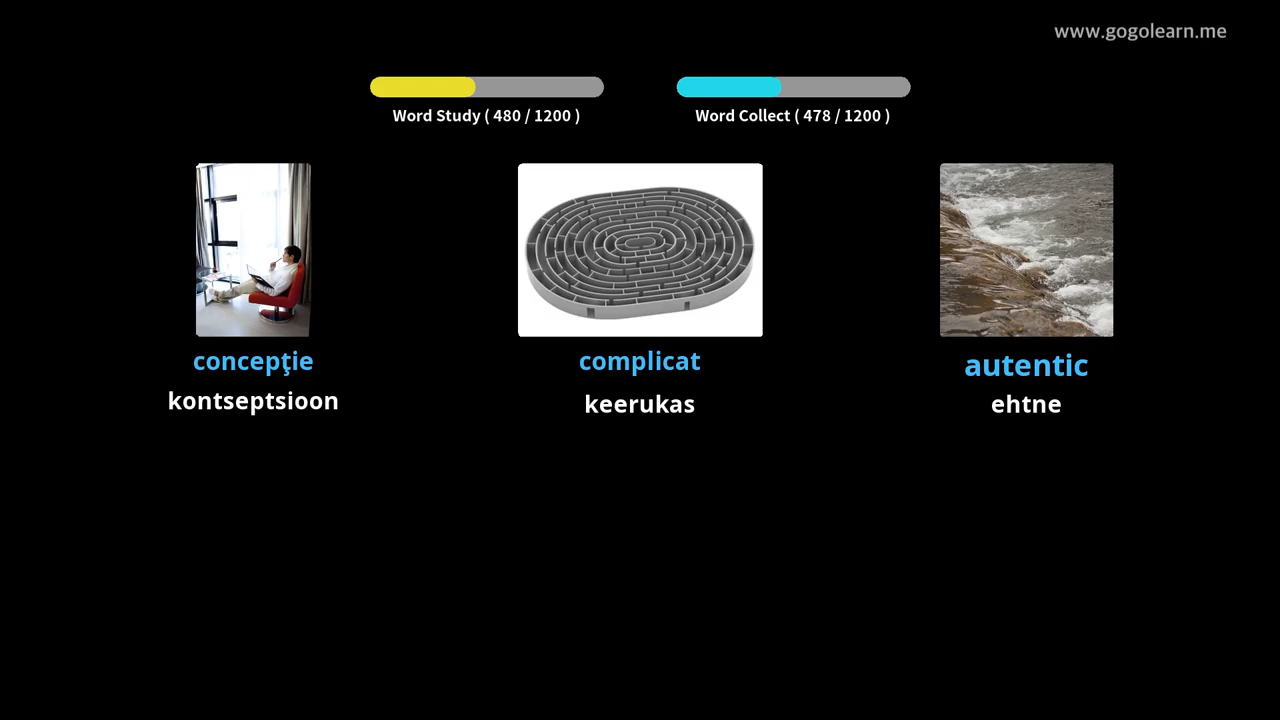 www.gogolearn.me
Word Study ( 480 / 1200 )
Word Collect ( 478 / 1200 )
concepţie
kontseptsioon
complicat
keerukas
autentic
ehtne